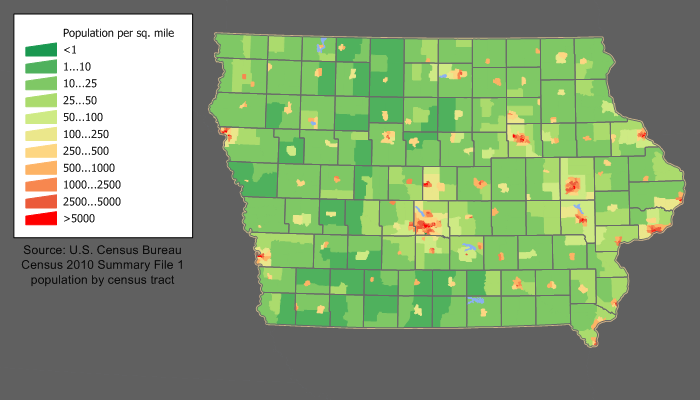 Population per sq. mile
<1
1...10
10...25
25...50
50...100
100...250
250...500
500...1000
1000...2500
2500...5000
>5000
Source: U.S. Census Bureau
Census 2010 Summary File 1
population by census tract